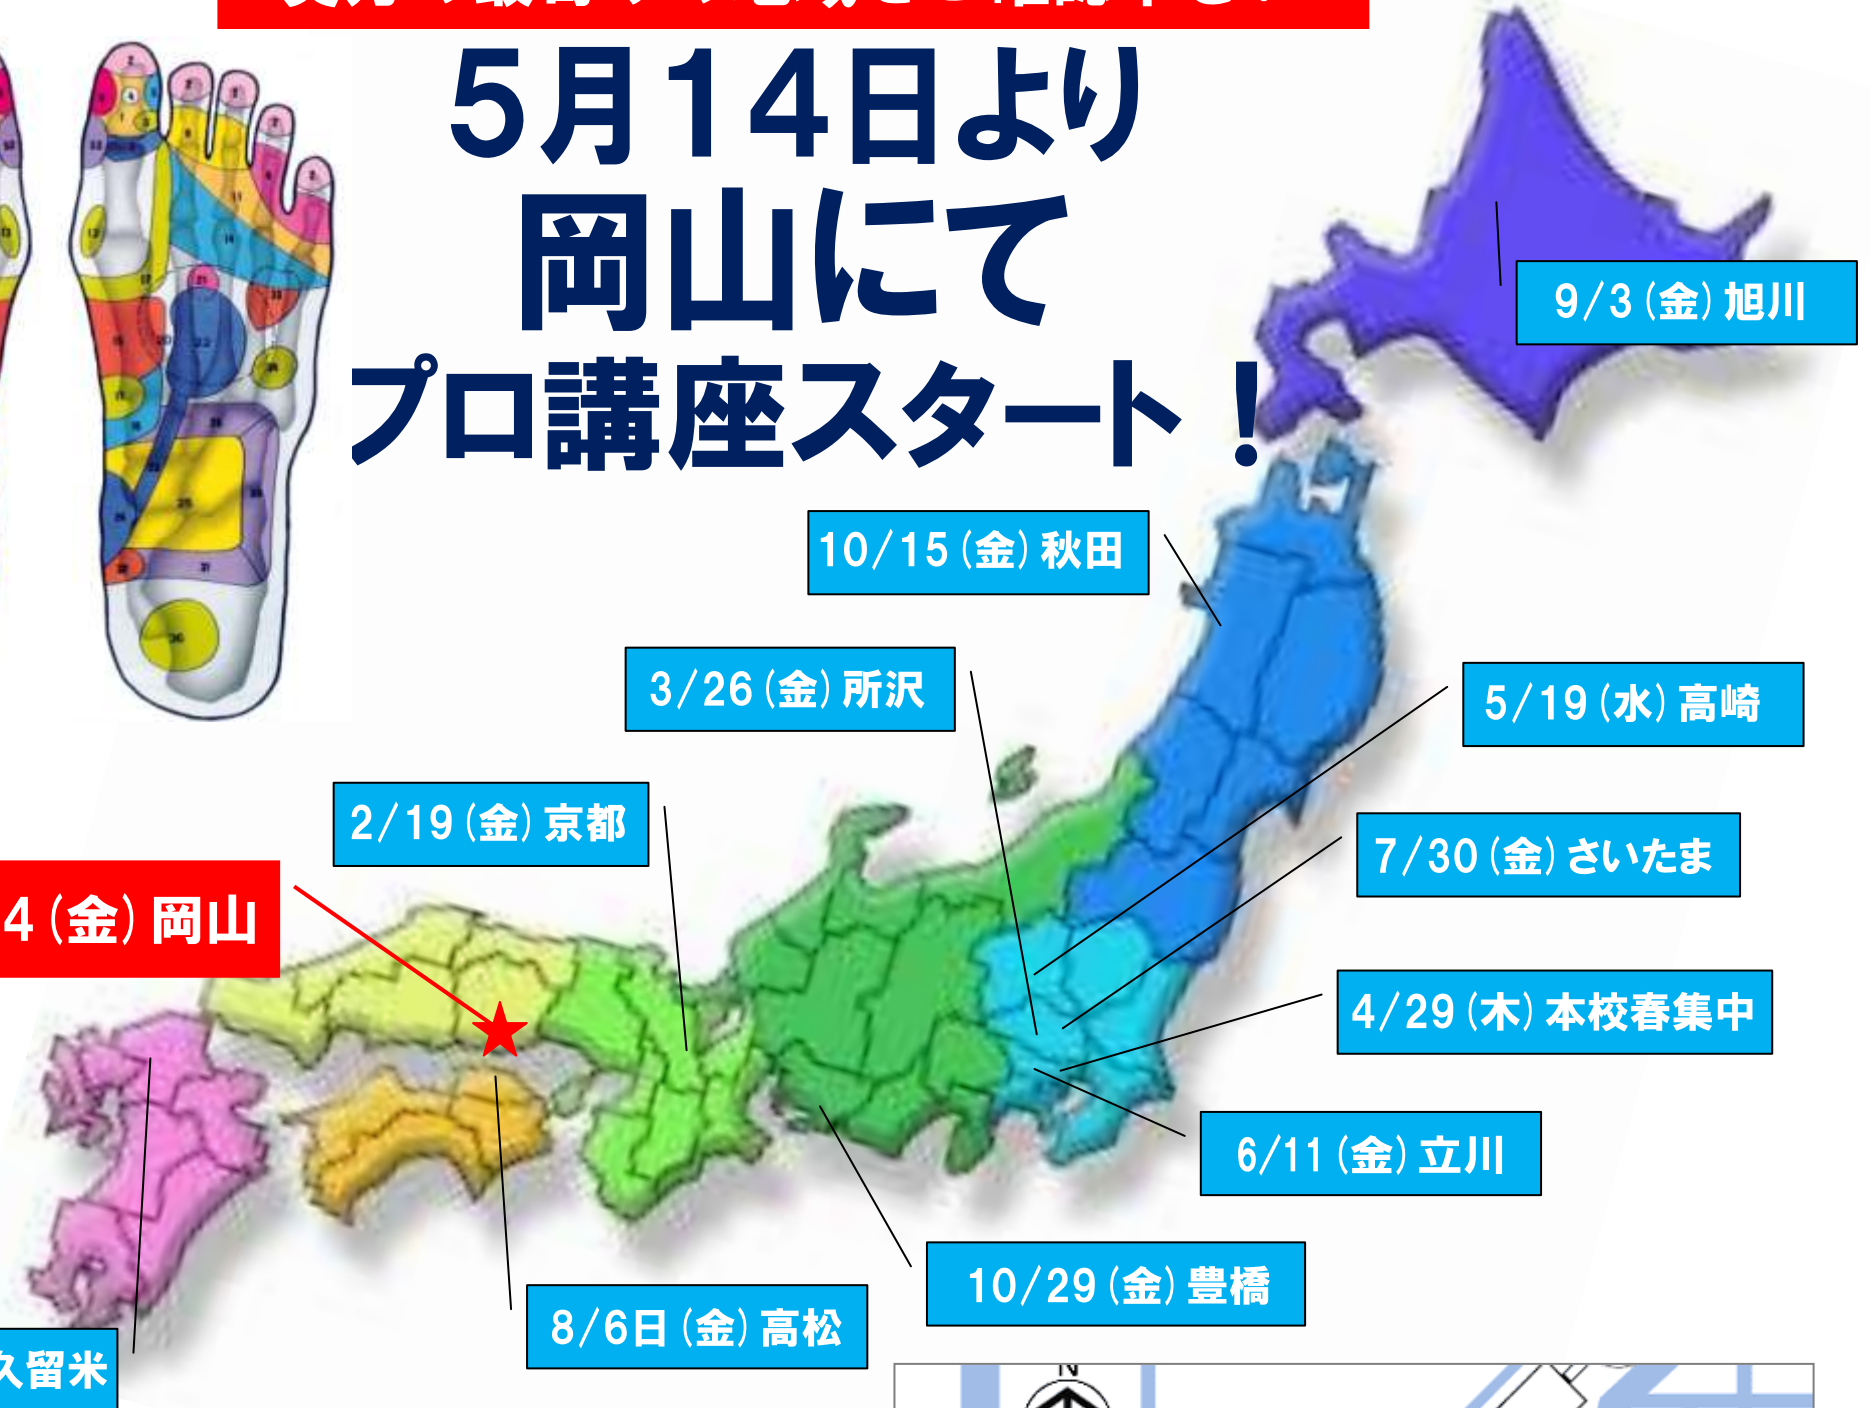 5月14日より
岡山にて
プロ講座スタート！
9/3(金)旭川
10/15(金)秋田
3/26(金)所沢
5/19(水)高崎
2/19(金)京都
7/30(金)さいたま
4(金)岡山
4/29(木)本校春集中
6/11(金)立川
10/29(金)豊橋
8/6日(金)高松
久留米
N